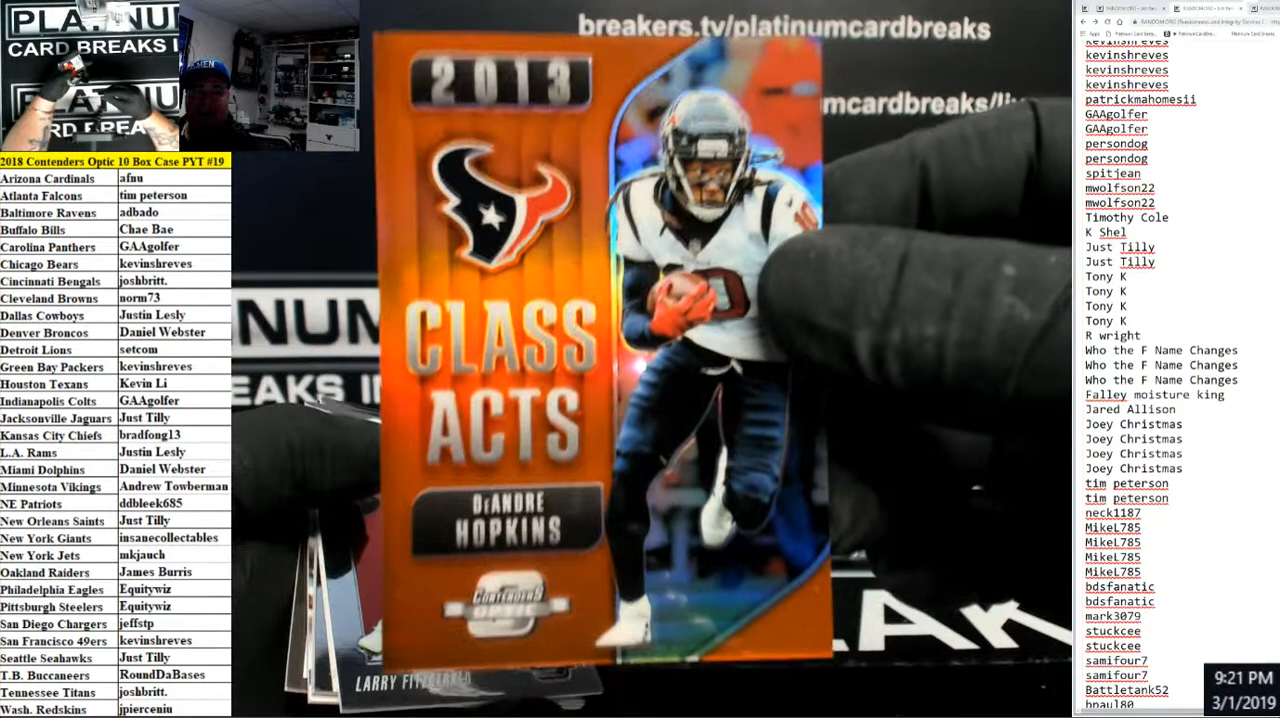 breakers.tv/platinumcardbreaks
mcardbreaks/li
CARD BREAKS I
2018 Contenders Optic 10 Box Case PYT #19
Arizona Cardinals afnu
Atlanta Falcons tim peterson
Baltimore Ravens adbado
Buffalo Bills Chae Bae
Carolina Panthers GAAgolfer
Chicago Bears kevinshreves
Cincinnati Bengals joshbritt.
Cleveland Browns norm73
Dallas Cowboys Justin Lesly
Denver Broncos Daniel Webster
Detroit Lions setcom
Green Bay Packers kevinshreves
Houston Texans Kevin Li
Indianapolis Colts GAAgolfer
Jacksonville Jaguars Just Tilly
Kansas City Chiefs bradfong13
L.A. Rams Justin Lesly
Miami Dolphins Daniel Webster
Minnesota Vikings Andrew Towberman
NE Patriots ddbleek685
New Orleans Saints Just Tilly
New York Giants insanecollectables
New York Jets mkjauch
Oakland Raiders James Burris
Philadelphia Eagles Equitywiz
Pittsburgh Steelers Equitywiz
San Diego Chargers jeffstp
San Francisco 49ers kevinshreves
Seattle Seahawks Just Tilly
T.B. Buccaneers RoundDaBases
Tennessee Titans joshbritt.
Wash. Redskins jpierceniu
2013
CLASS
ACTS
DeANDRE
HOPKINS
CONTENDERS
LARRY
kevinshreves
kevinshreves
kevinshreves
kevinshreves
patrickmahomesii
GAAgolfer
GAAgolfer
persondog
persondog
spitjean
mwolfson22
mwolfson22
Timothy Cole
K Shel
Just Tilly
Just Tilly
Tony K
Tony K
Tony K
Tony K
R wright
Who the F Name Changes
Who the F Name Changes
Who the F Name Changes
Falley moisture king
Jared Allison
Joey Christmas
Joey Christmas
Joey Christmas
Joey Christmas
tim peterson
tim peterson
neck1187
MikeL785
MikeL785
MikeL785
MikeL785
bdsfanatic
bdsfanatic
mark3079
stuckcee
stuckcee
samifour7
samifour7
Battletank52
bpaul80
9:21 PM
3/1/2019